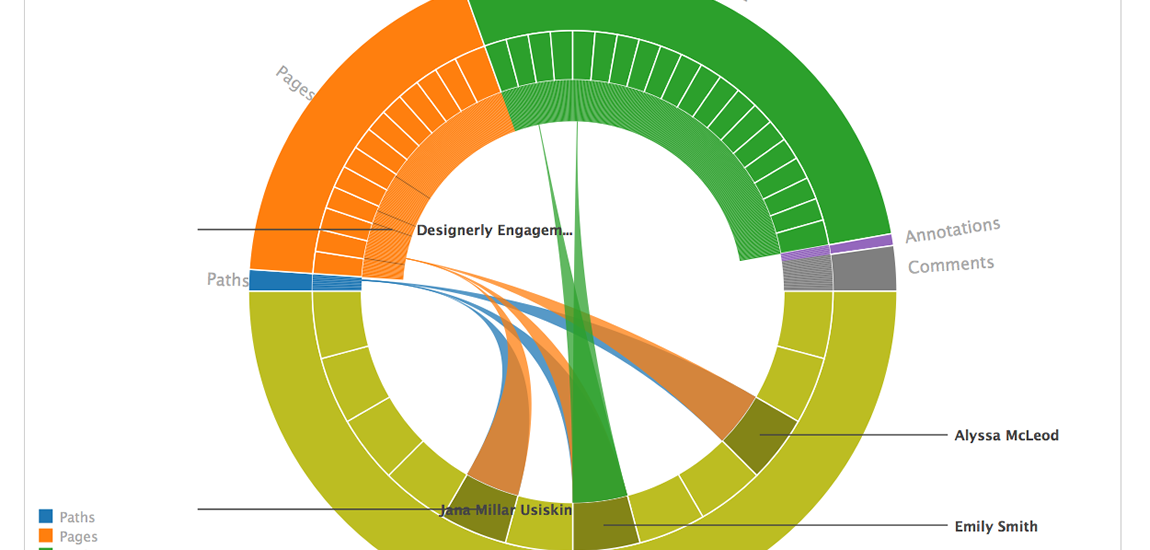 Pages
Annotations
Designerly Engagem...
Comments
Paths
Alyssa McLeod
Jana Millar Usiskin
Emily Smith
Paths
Pages